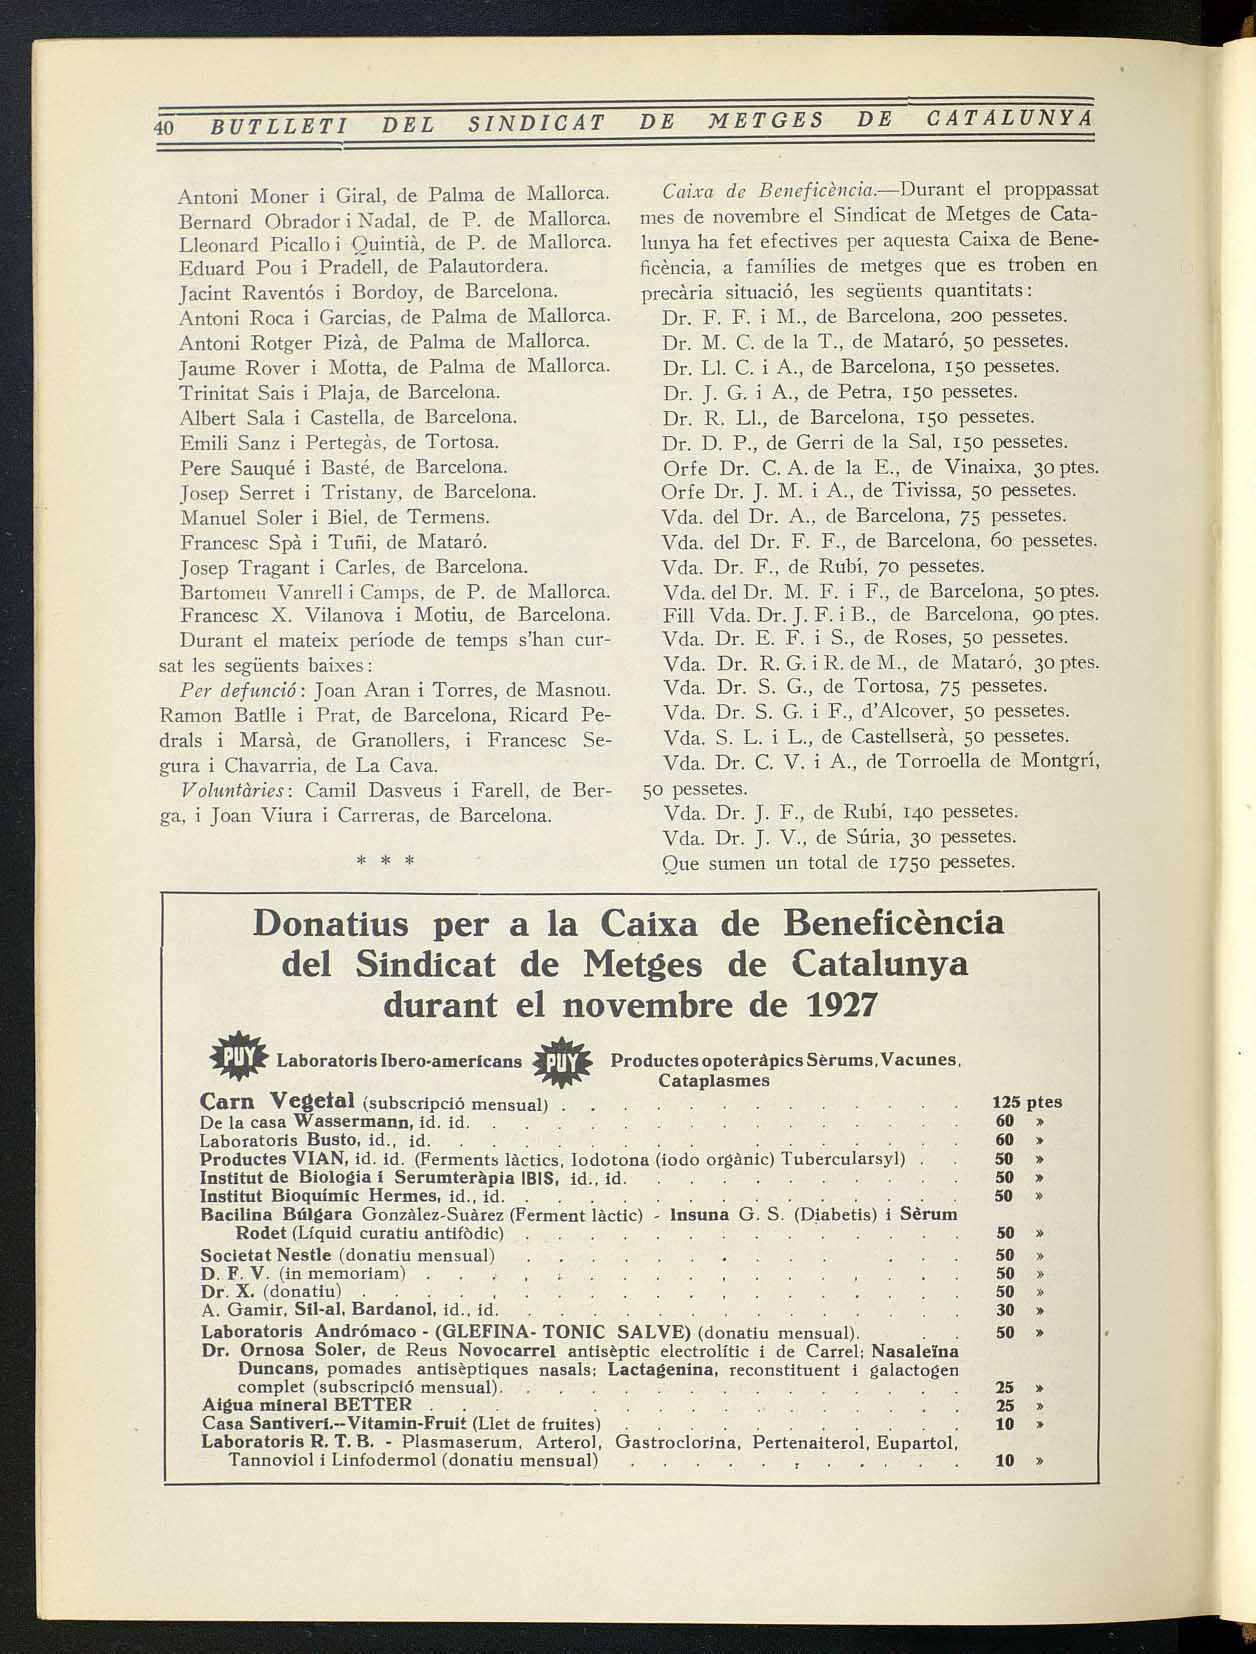 40 BUTLLETI DEL SINDICAT DE METGES DE CATALUNYA
Antoni Moner i Giral, de Palma de Mallorca.
Bernard Obrador i Nadal, de P. de Mallorca.
Lleonard Picallo i Quintià, de P. de Mallorca.
Eduard Pou i Pradell, de Palautordera.
Jacint Raventós i Bordoy, de Barcelona.
Antoni Roca i Garcias, de Palma de Mallorca.
Antoni Rotger Pizà, de Palma de Mallorca.
Jaume Rover i Motta, de Palma de Mallorca.
Trinitat Sais i Plaja, de Barcelona.
Albert Sala i Castella, de Barcelona.
Emili Sanz i Pertegàs, de Tortosa.
Pere Sauqué i Basté, de Barcelona.
Josep Serret i Tristany, de Barcelona.
Manuel Soler i Biel, de Termens.
Francesc Spà i Tuñi, de Mataró.
Josep Tragant i Carles, de Barcelona.
Bartomeu Vanrell i Camps, de P. de Mallorca.
Francesc X. Vilanova i Motiu, de Barcelona.
Durant el mateix període de temps s'han cur-
sat les següents baixes:
Per defunció: Joan Aran i Torres, de Masnou.
Ramon Batlle i Prat, de Barcelona, Ricard Pe-
drals i Marsà, de Granollers, i Francesc Se-
gura i Chavarria, de La Cava.
Voluntàries: Camil Dasveus i Farell, de Ber-
ga, i Joan Viura i Carreras, de Barcelona.
* * *
Caixa de Beneficència.—Durant el proppassat
mes de novembre el Sindicat de Metges de Cata-
lunya ha fet efectives per aquesta Caixa de Bene-
ficència, a famílies de metges que es troben en
precària situació, les següents quantitats:
Dr. F. F. i M., de Barcelona, 200 pessetes.
Dr. M. C. de la T., de Mataró, 50 pessetes.
Dr. Ll. C. i A., de Barcelona, 150 pessetes.
Dr. J. G. i A., de Petra, 150 pessetes.
Dr. R. Ll., de Barcelona, 150 pessetes.
Dr. D. P., de Gerri de la Sal, 150 pessetes.
Orfe Dr. C. A. de la E., de Vinaixa, 30 ptes.
Orfe Dr. J. M. i A., de Tivissa, 50 pessetes.
Vda. del Dr. A., de Barcelona, 75 pessetes.
Vda. del Dr. F. F., de Barcelona, 60 pessetes.
Vda. Dr. F., de Rubí, 70 pessetes.
Vda. del Dr. M. F. i F., de Barcelona, 50 ptes.
Fill Vda. Dr. J. F. i B., de Barcelona, 90 ptes.
Vda. Dr. E. F. i S., de Roses, 50 pessetes.
Vda. Dr. R. G. i R. de M., de Mataró, 30 ptes.
Vda. Dr. S. G., de Tortosa, 75 pessetes.
Vda. Dr. S. G. i F., d'Alcover, 50 pessetes.
Vda. S. L. i L., de Castellserà, 50 pessetes.
Vda. Dr. C. V. i A., de Torroella de Montgrí,
50 pessetes.
Vda. Dr. J. F., de Rubí, 140 pessetes.
Vda. Dr. J. V., de Súria, 30 pessetes.
Que sumen un total de 1750 pessetes.
Donatius per a la Caixa de Beneficència
del Sindicat de Metges de Catalunya
durant el novembre de 1927
PUY Laboratoris Ibero-americans PUY Productes opoteràpics Sèrums, Vacunes,
Cataplasmes
Carn Vegetal (subscripció mensual) . . . . . . . . . . . . . 125 ptes
De la casa Wassermann, id. id. . . . . . . . . . . . . . . . 60 »
Laboratoris Busto, id., id. . . . . . . . . . . . . . . . . . 60 »
Productes VIAN, id. id. (Ferments làctics, Iodotona (iodo orgànic) Tubercularsyl) . . 50 »
Institut de Biologia i Serumteràpia IBIS, id., id. . . . . . . . . . . 50 »
Institut Bioquímic Hermes, id., id. . . . . . . . . . . . . . . 50 »
Bacilina Búlgara Gonzàlez-Suàrez (Ferment làctic) - Insuna G. S. (Diabetis) i Sèrum
Rodet (Líquid curatiu antifòdic) . . . . . . . . . . . . . . 50 »
Societat Nestle (donatiu mensual) . . . . . . . . . . . . . . 50 »
D. F. V. (in memoriam) . . . . . . . . . . . . . . . . . 50 »
Dr. X. (donatiu) . . . . . . . . . . . . . . . . . . . 50 »
A. Gamir, Sil-al, Bardanol, id., id. . . . . . . . . . . . . . . 30 »
Laboratoris Andrómaco - (GLEFINA- TONIC SALVE) (donatiu mensual). . . 50 »
Dr. Ornosa Soler, de Reus Novocarrel antisèptic electrolític i de Carrel; Nasaleïna
Duncans, pomades antisèptiques nasals; Lactagenina, reconstituent i galactogen
complet (subscripció mensual). . . . . . . . . . . . . . . 25 »
Aigua mineral BETTER . . . . . . . . . . . . . . . . 25 »
Casa Santiveri.--Vitamin-Fruit (Llet de fruites) . . . . . . . . . . . 10 »
Laboratoris R. T. B. - Plasmaserum, Arterol, Gastroclorina, Pertenaiterol, Eupartol,
Tannoviol i Linfodermol (donatiu mensual) . . . . . . . . . . . 10 »